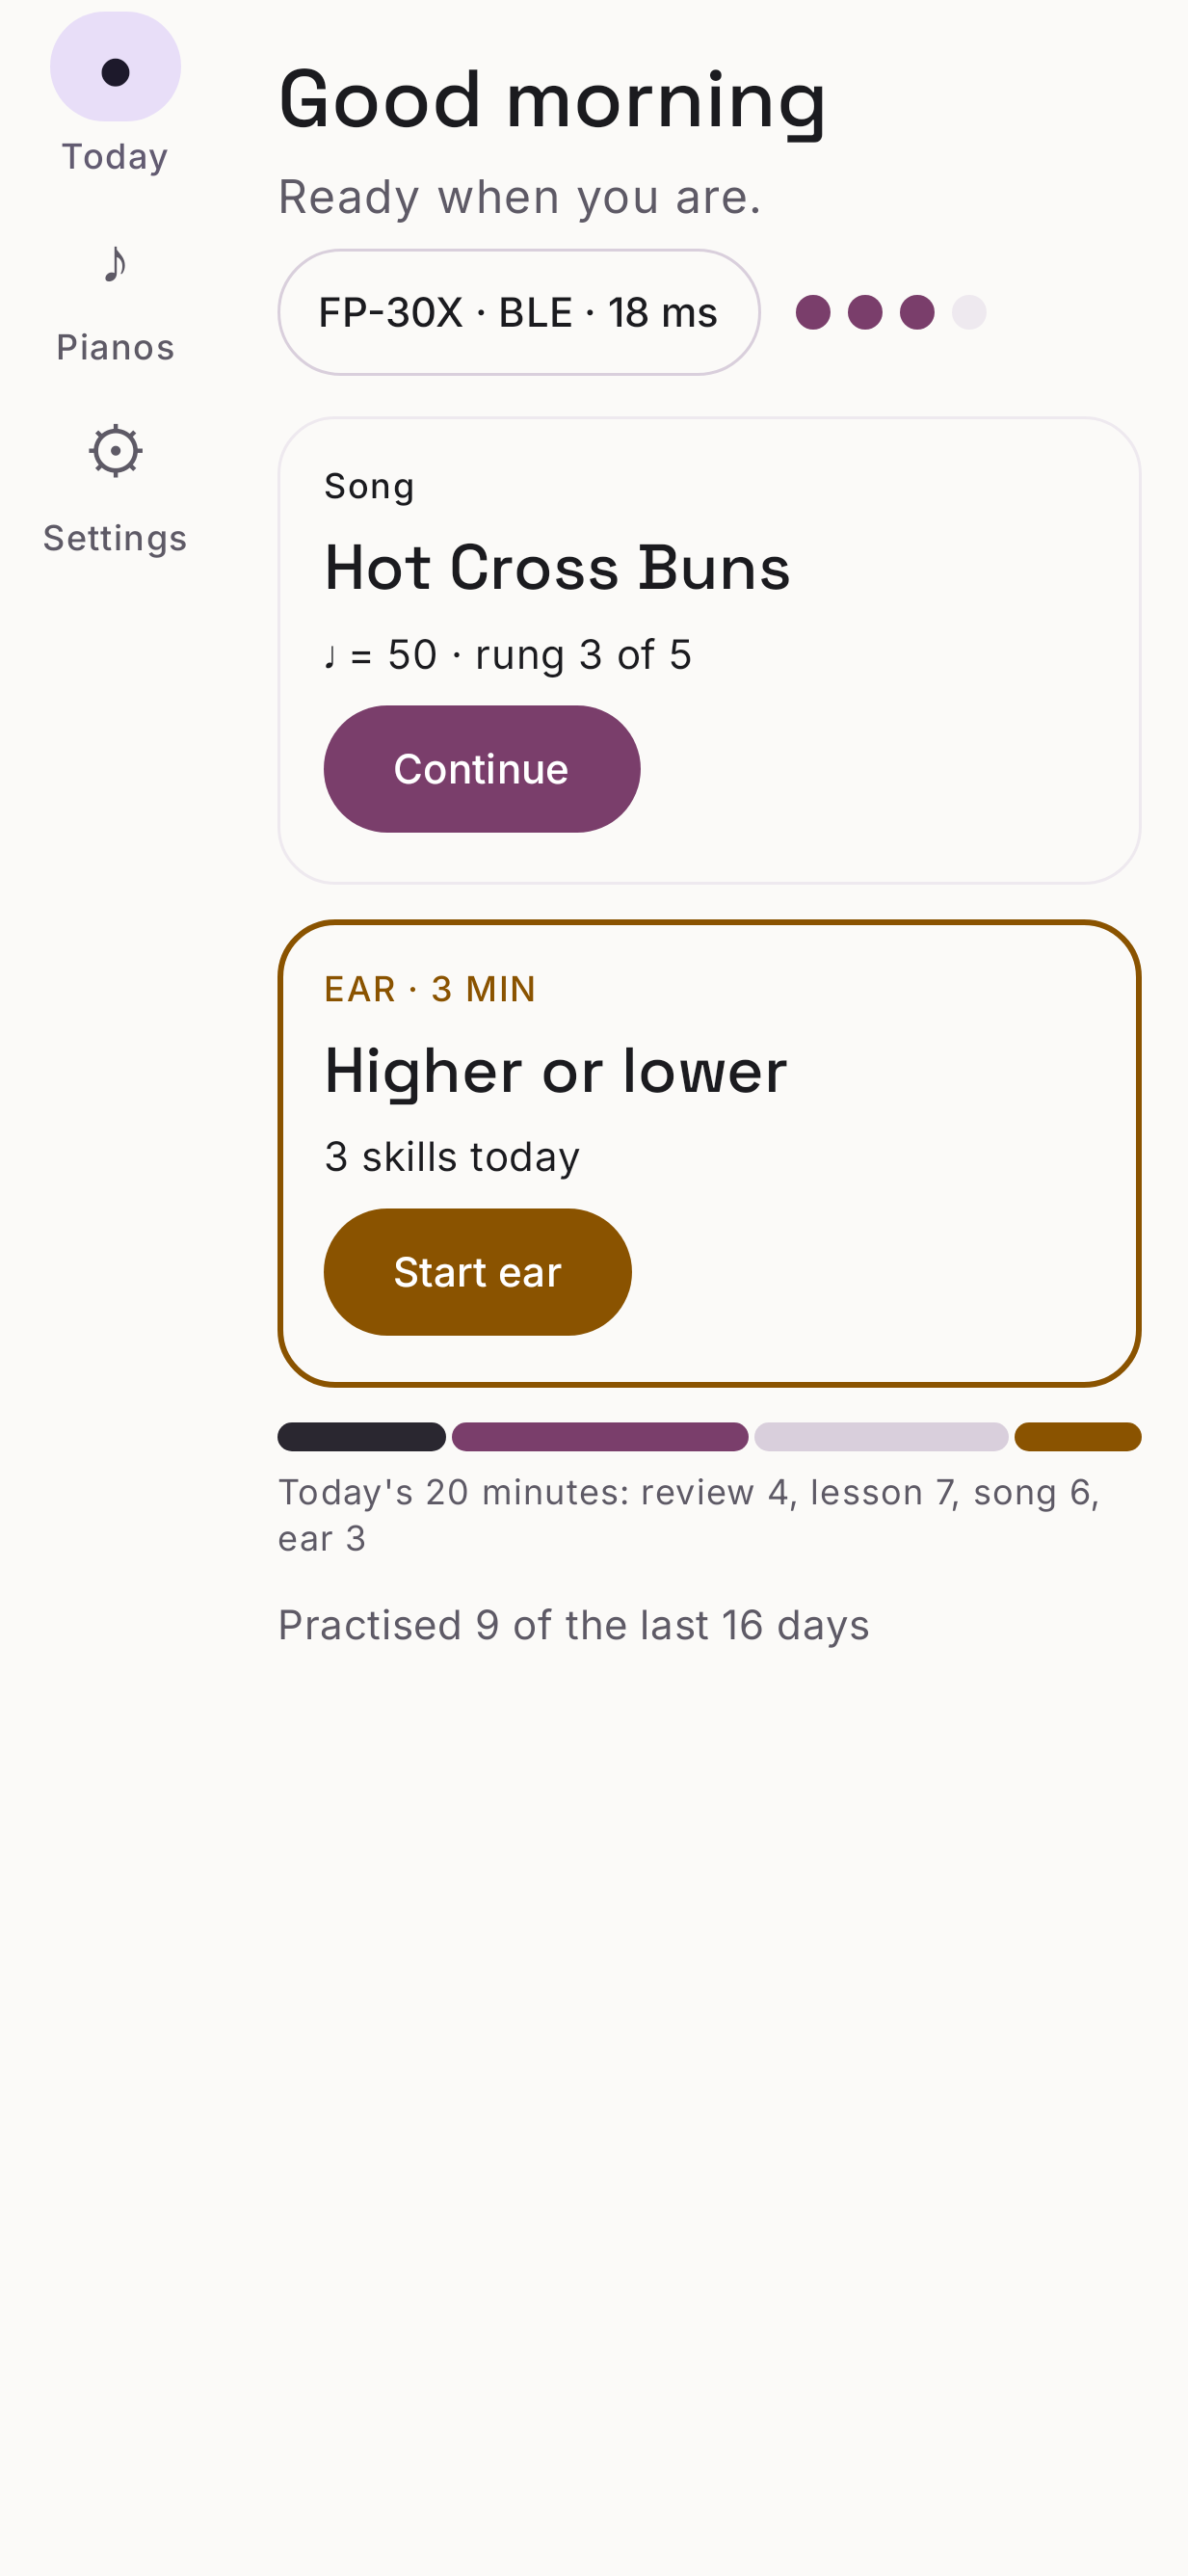 Today
♪
Pianos
⚙
Settings
Good morning
Ready when you are.
FP-30X · BLE · 18 ms
Song
Hot Cross Buns
♩ = 50 · rung 3 of 5
Continue
EAR · 3 MIN
Higher or lower
3 skills today
Start ear
Today's 20 minutes: review 4, lesson 7, song 6,
ear 3
Practised 9 of the last 16 days